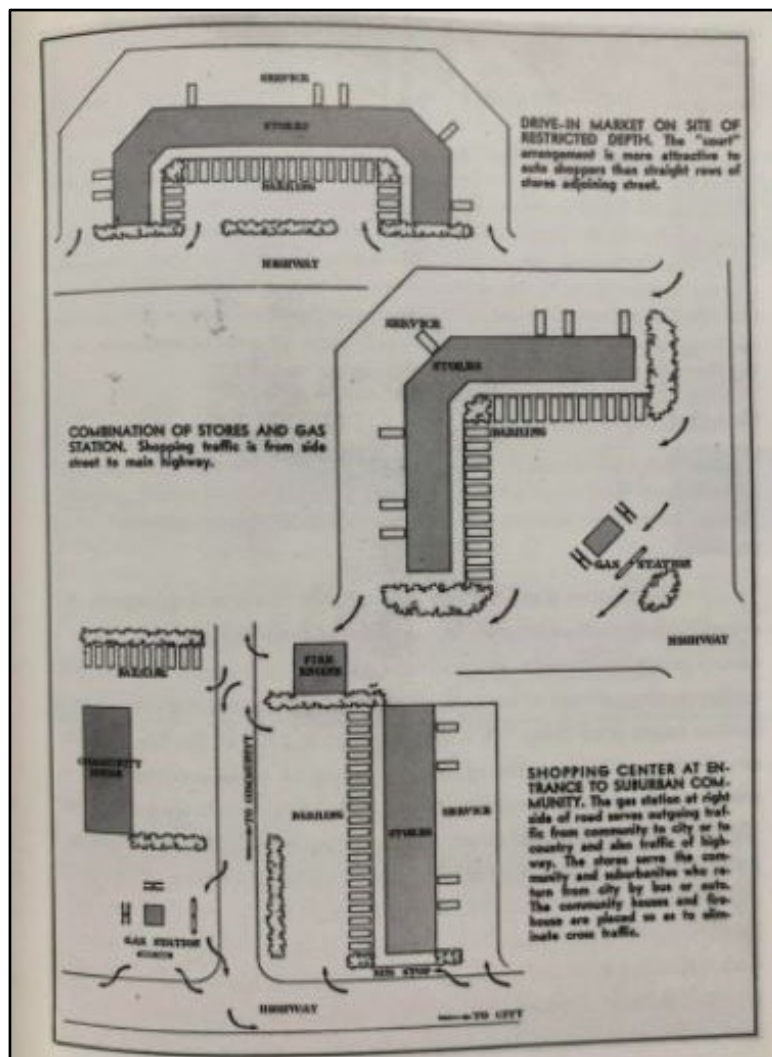 SERVICE
STORES
PARKING
HIGHWAY
DRIVE-IN MARKET ON SITE OF
RESTRICTED DEPTH. The "court"
arrangement is more attractive to
auto shoppers than straight rows of
stores adjoining street.
SERVICE
STORES
PARKING
GAS STATION
HIGHWAY
COMBINATION OF STORES AND GAS
STATION. Shopping traffic is from side
street to main highway.
PARKING
COMMUNITY
GAS STATION
TO COMMUNITY
FIRE
ENGINE
PARKING
STORES
SERVICE
BUS STOP
HIGHWAY
TO CITY
SHOPPING CENTER AT EN-
TRANCE TO SUBURBAN COM-
MUNITY. The gas station at right
side of road serves outgoing traf-
fic from community to city or to
country and also traffic of high-
way. The stores serve the com-
munity and suburbanites who re-
turn from city by bus or auto.
The community houses and fire-
house are placed so as to elim-
inate cross traffic.